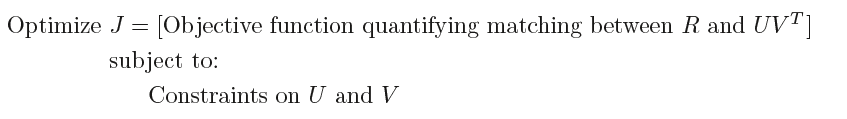 Optimize J = [Objective function quantifying matching between R and UV^T]
subject to:
Constraints on U and V